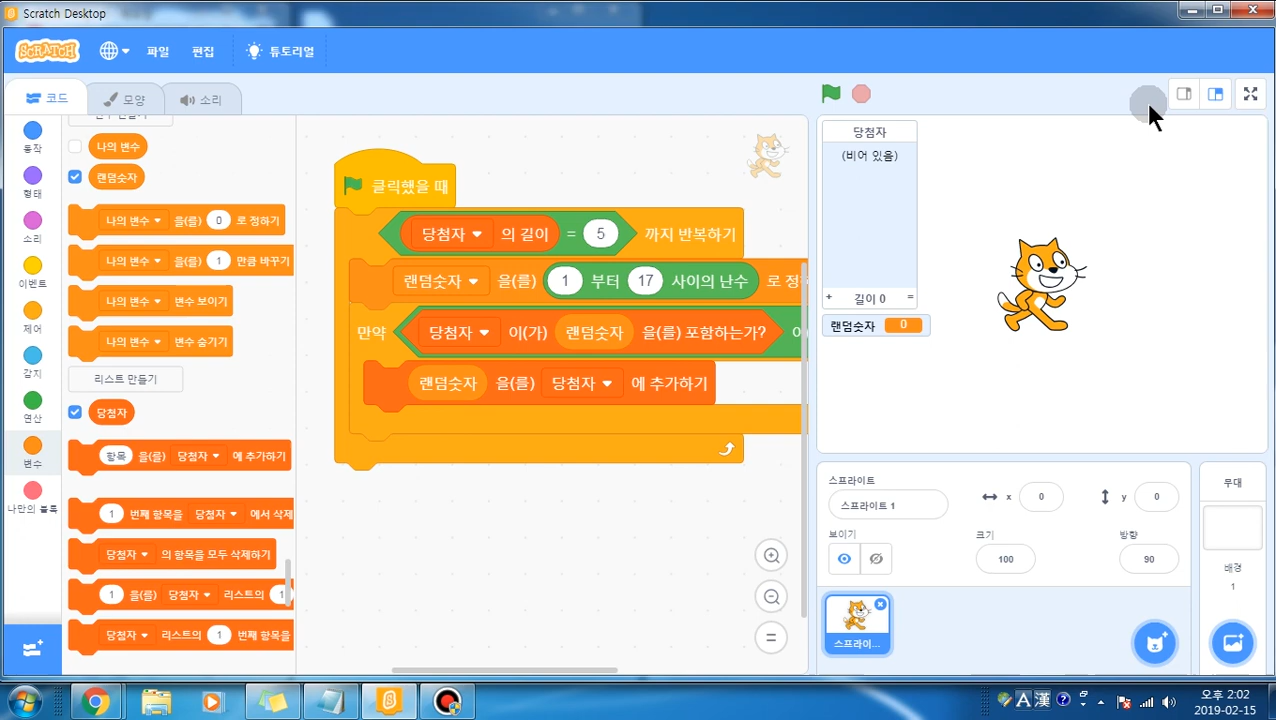 Scratch Desktop
SCRATCH
파일
편집
튜토리얼
코드
모양
소리
동작
형태
소리
이벤트
제어
감지
연산
변수
나만의 블록
나의 변수
랜덤숫자
나의 변수 을(를) 0 로 정하기
나의 변수 을(를) 1 만큼 바꾸기
나의 변수 변수 보이기
나의 변수 변수 숨기기
리스트 만들기
당첨자
항목 을(를) 당첨자 에 추가하기
1 번째 항목을 당첨자 에서 삭제
당첨자 의 항목을 모두 삭제하기
1 을(를) 당첨자 리스트의 1
당첨자 리스트의 1 번째 항목을
클릭했을 때
당첨자 의 길이 = 5 까지 반복하기
랜덤숫자 을(를) 1 부터 17 사이의 난수 로 정하
만약 당첨자 이(가) 랜덤숫자 을(를) 포함하는가?
랜덤숫자 을(를) 당첨자 에 추가하기
당첨자
(비어 있음)
+ 길이 0 =
랜덤숫자 0
스프라이트
스프라이트 1
x 0
y 0
보이기
크기
방향
100
90
스프라이...
무대
배경
1
A 漢
오후 2:02
2019-02-15